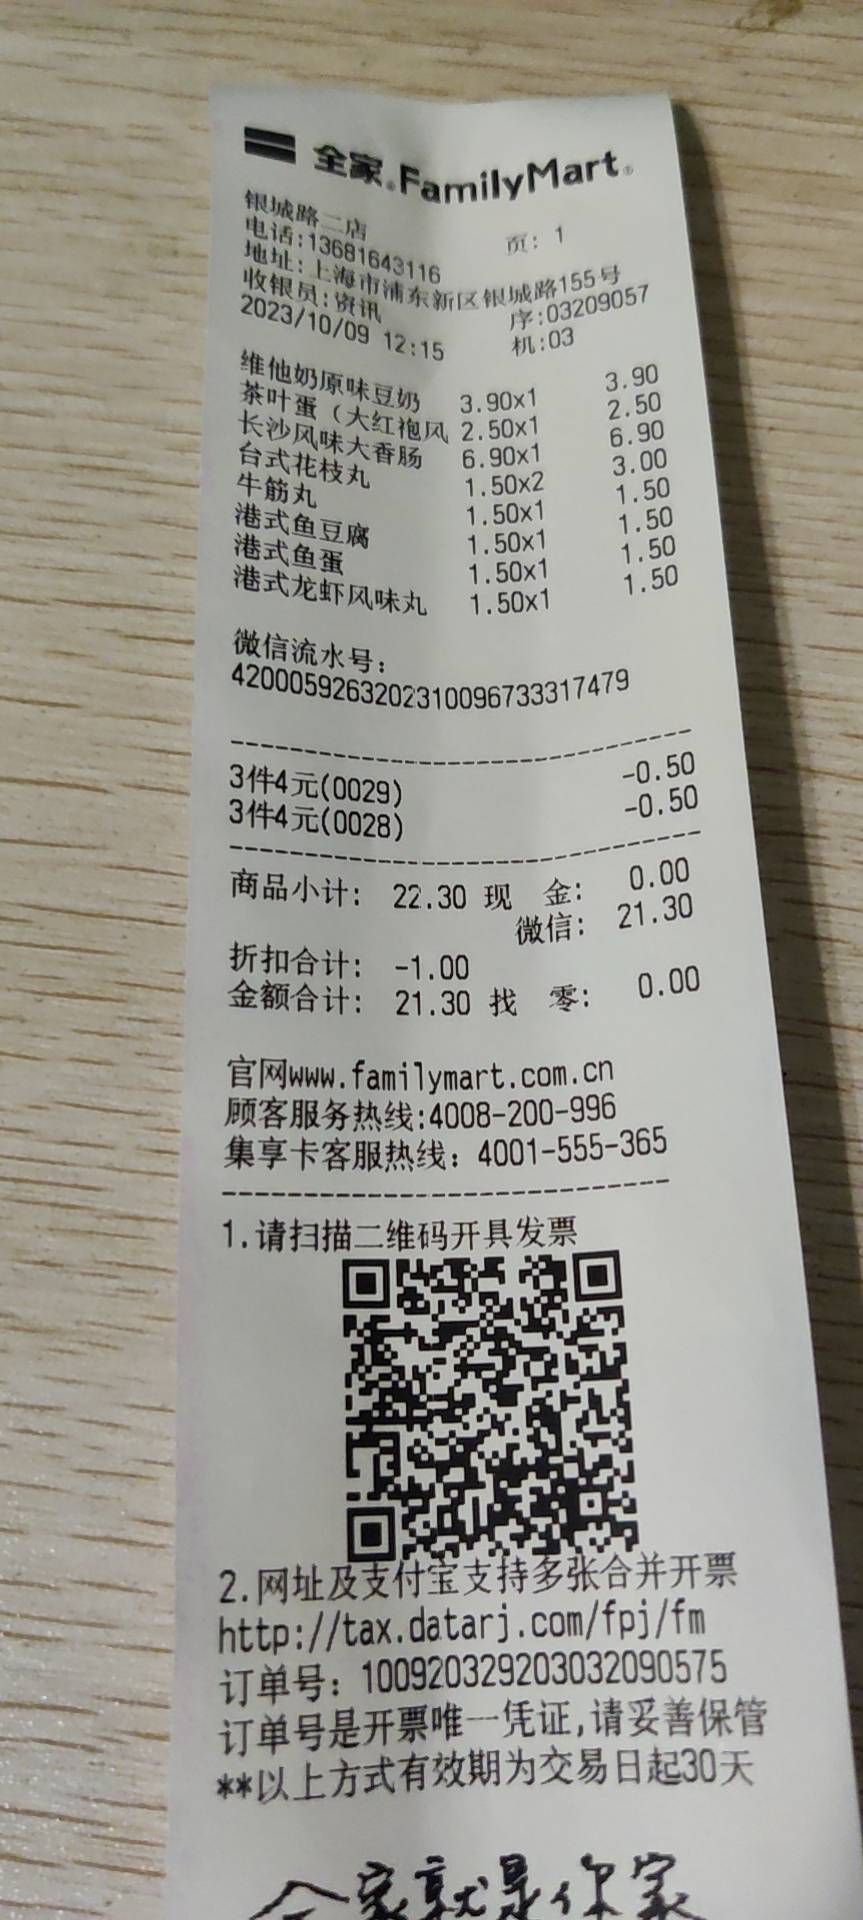 全家®FamilyMart®
银城路二店 页: 1
电话:13681643116
地址:上海市浦东新区银城路155号
收银员:资讯 序:03209057
2023/10/09 12:15 机:03
维他奶原味豆奶 3.90x1 3.90
茶叶蛋（大红袍风 2.50x1 2.50
长沙风味大香肠 6.90x1 6.90
台式花枝丸 1.50x2 3.00
牛筋丸 1.50x1 1.50
港式鱼豆腐 1.50x1 1.50
港式鱼蛋 1.50x1 1.50
港式龙虾风味丸 1.50x1 1.50
微信流水号:
4200059263202310096733317479
3件4元(0029) -0.50
3件4元(0028) -0.50
商品小计: 22.30 现 金: 0.00
微信: 21.30
折扣合计: -1.00
金额合计: 21.30 找 零: 0.00
官网www.familymart.com.cn
顾客服务热线:4008-200-996
集享卡客服热线: 4001-555-365
1.请扫描二维码开具发票
2.网址及支付宝支持多张合并开票
http://tax.datarj.com/fpj/fm
订单号: 100920329203032090575
订单号是开票唯一凭证,请妥善保管
**以上方式有效期为交易日起30天
全家就是你家